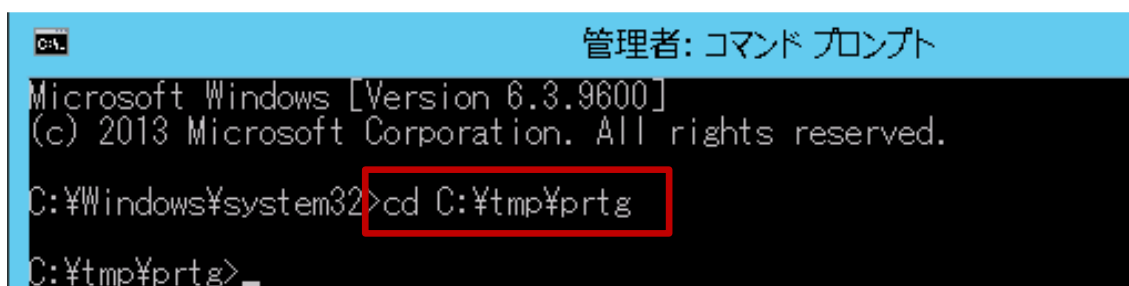 管理者: コマンド プロンプト
Microsoft Windows [Version 6.3.9600]
(c) 2013 Microsoft Corporation. All rights reserved.
C:¥Windows¥system32>cd C:¥tmp¥prtg
C:¥tmp¥prtg>_